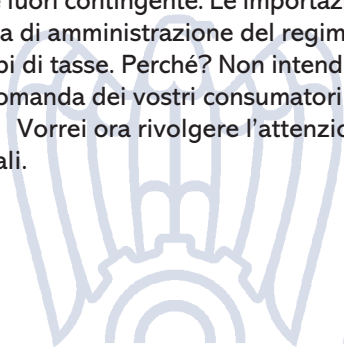 fuori contingente. Le importaz
a di amministrazione del regim
pi di tasse. Perché? Non intend
omanda dei vostri consumatori
Vorrei ora rivolgere l'attenzio
ali.